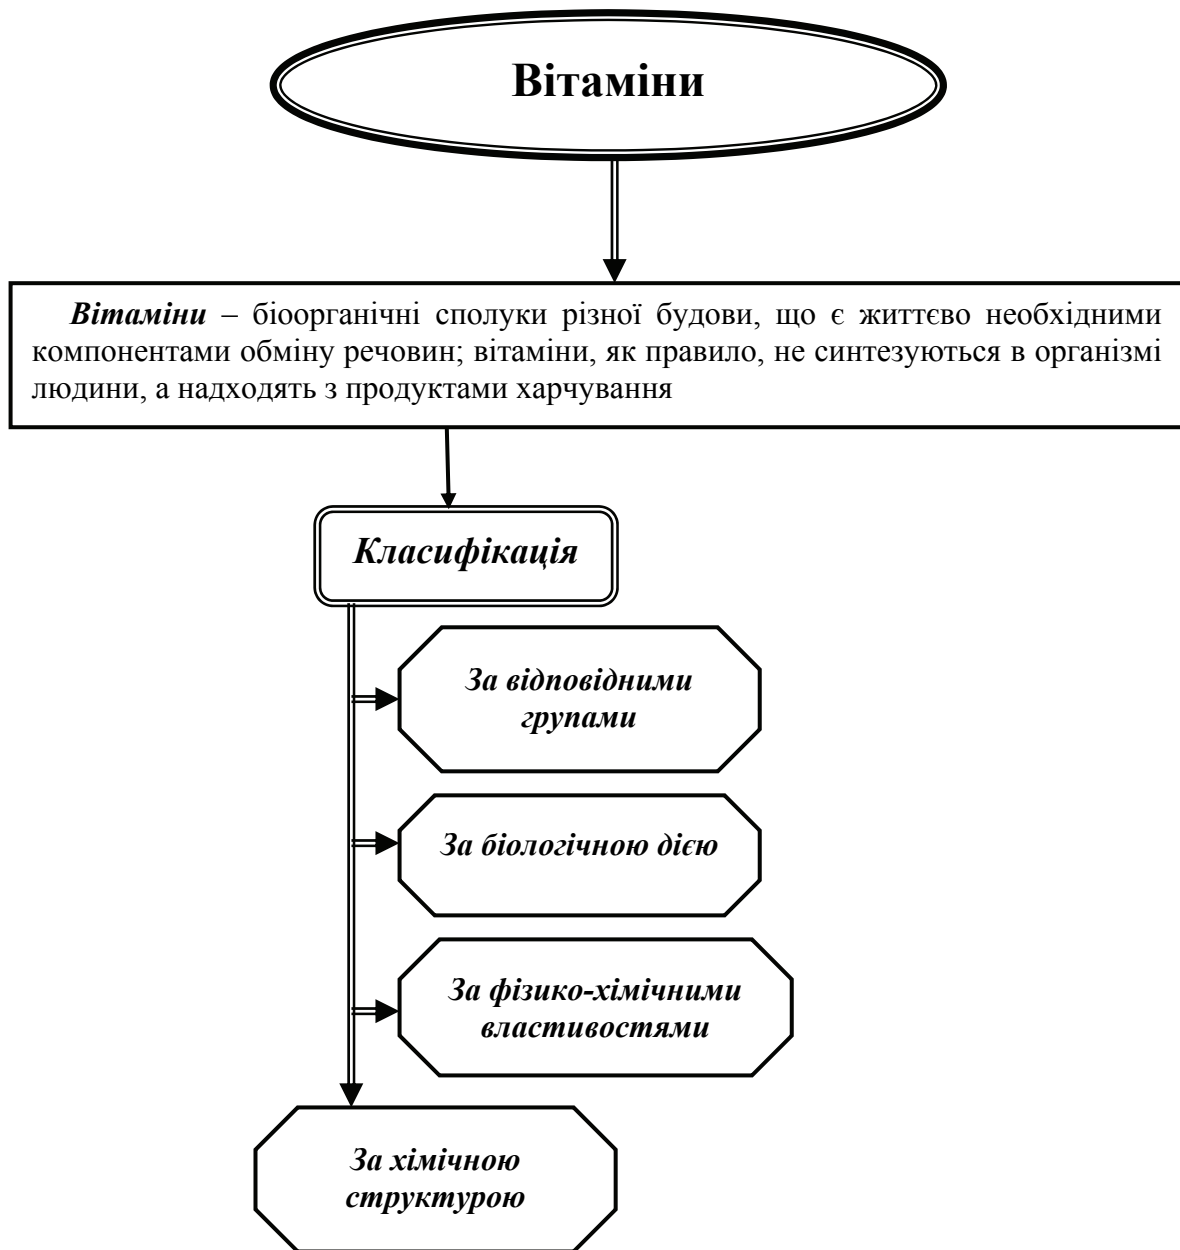 Вітаміни
Вітаміни – біоорганічні сполуки різної будови, що є життєво необхідними
компонентами обміну речовин; вітаміни, як правило, не синтезуються в організмі
людини, а надходять з продуктами харчування
Класифікація
За відповідними
групами
За біологічною дією
За фізико-хімічними
властивостями
За хімічною
структурою